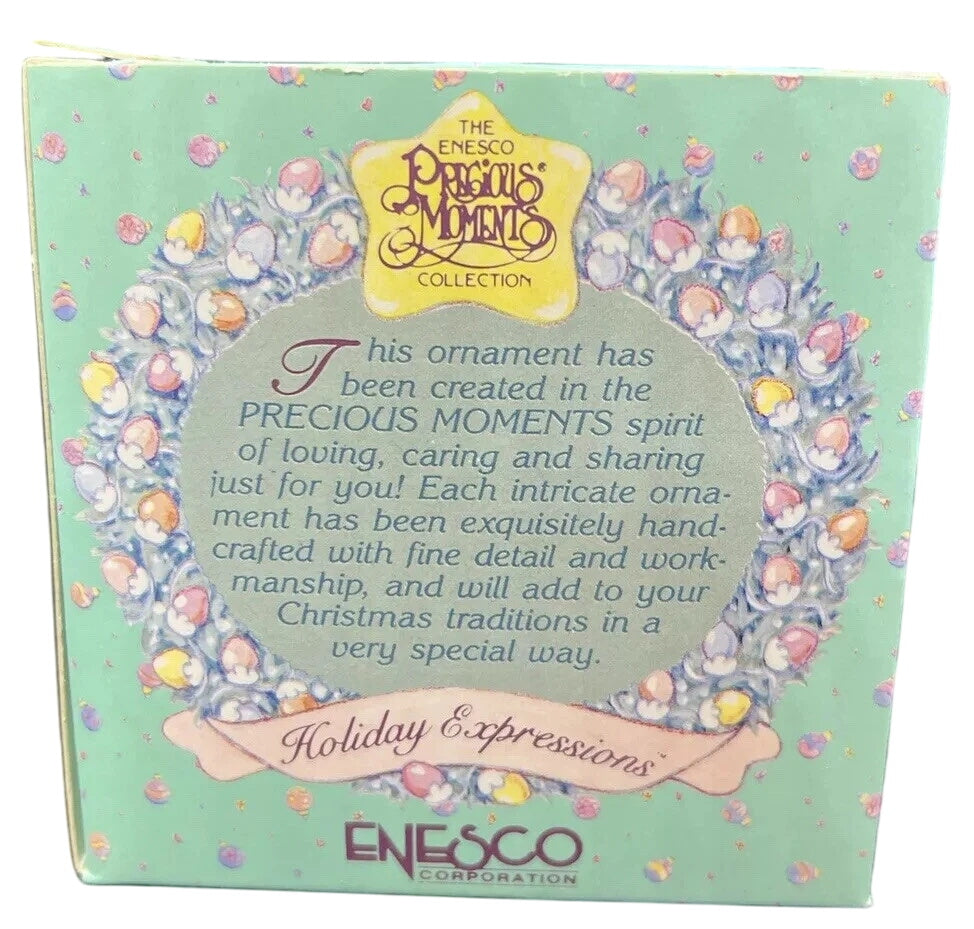 THE
ENESCO
PRECIOUS®
MOMENTS
COLLECTION
This ornament has
been created in the
PRECIOUS MOMENTS spirit
of loving, caring and sharing
just for you! Each intricate orna-
ment has been exquisitely hand-
crafted with fine detail and work-
manship, and will add to your
Christmas traditions in a
very special way.
Holiday Expressions™
ENESCO
CORPORATION